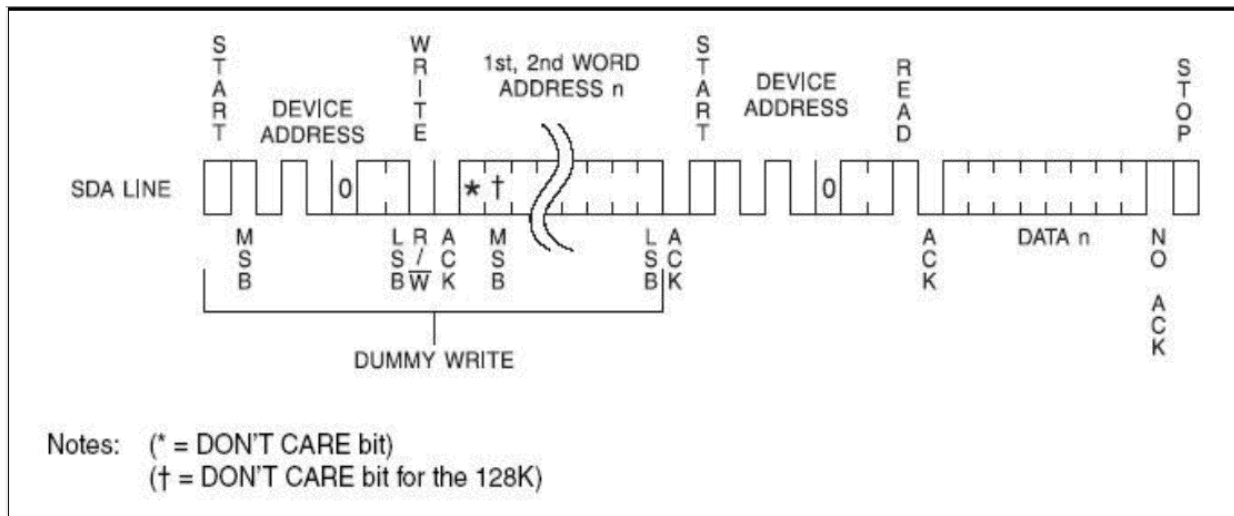 START
WRITE
1st, 2nd WORD
ADDRESS n
START
READ
STOP
DEVICE
ADDRESS
DEVICE
ADDRESS
SDA LINE
0
* †
0
MSB
LSB
R/W
ACK
MSB
LSB
ACK
ACK
DATA n
NO ACK
DUMMY WRITE
Notes: (* = DON'T CARE bit)
(† = DON'T CARE bit for the 128K)